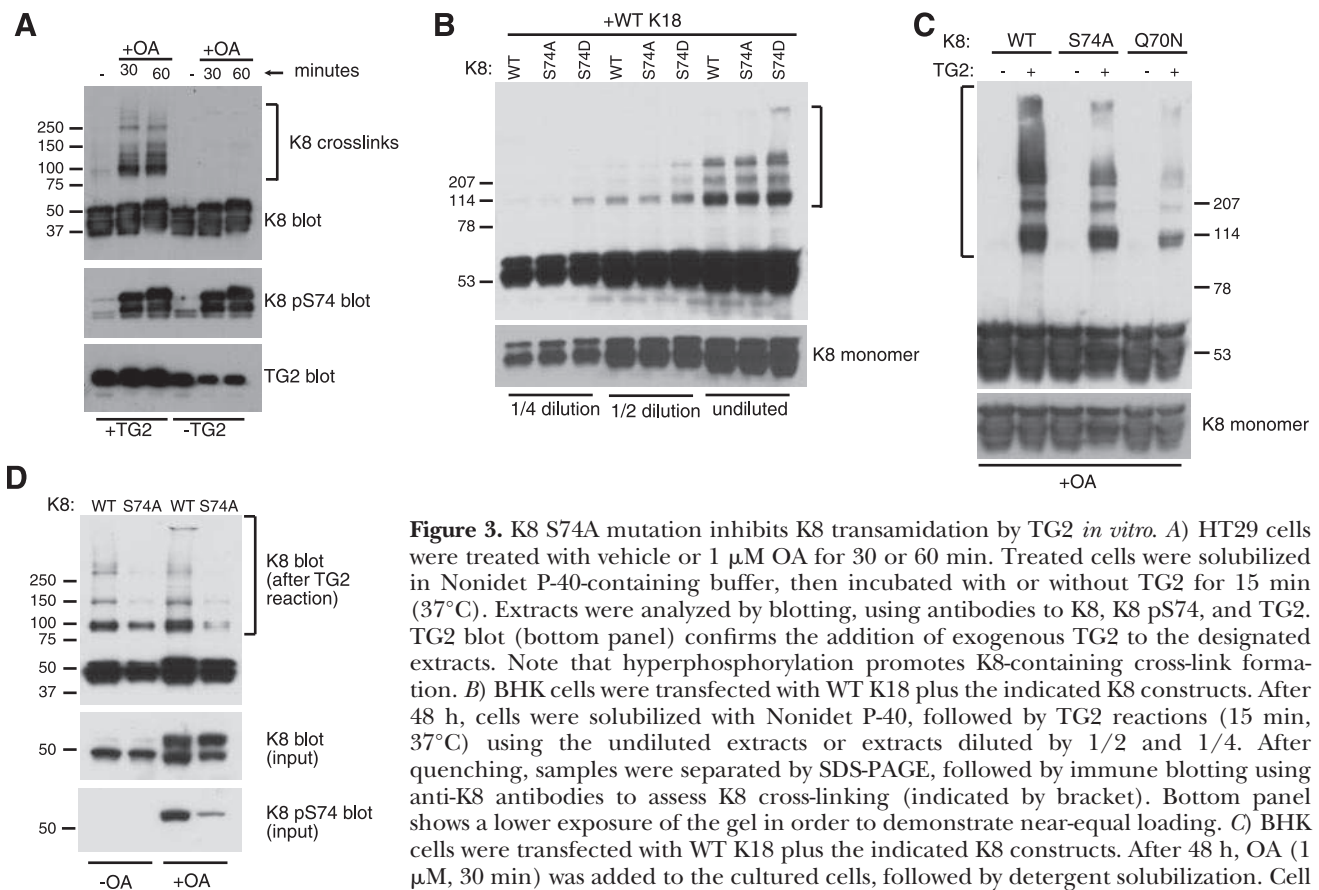 A
+OA +OA
- 30 60 - 30 60 ← minutes
250
150
100
75
50
37
K8 crosslinks
K8 blot
K8 pS74 blot
TG2 blot
+TG2 -TG2
B
+WT K18
K8: WT S74A S74D WT S74A S74D WT S74A S74D
207
114
78
53
K8 monomer
1/4 dilution 1/2 dilution undiluted
C
K8: WT S74A Q70N
TG2: - + - + - +
207
114
78
53
K8 monomer
+OA
D
K8: WT S74A WT S74A
250
150
100
75
50
37
K8 blot
(after TG2
reaction)
50
K8 blot
(input)
50
K8 pS74 blot
(input)
-OA +OA
Figure 3. K8 S74A mutation inhibits K8 transamidation by TG2 in vitro. A) HT29 cells
were treated with vehicle or 1 μM OA for 30 or 60 min. Treated cells were solubilized
in Nonidet P-40-containing buffer, then incubated with or without TG2 for 15 min
(37°C). Extracts were analyzed by blotting, using antibodies to K8, K8 pS74, and TG2.
TG2 blot (bottom panel) confirms the addition of exogenous TG2 to the designated
extracts. Note that hyperphosphorylation promotes K8-containing cross-link forma-
tion. B) BHK cells were transfected with WT K18 plus the indicated K8 constructs. After
48 h, cells were solubilized with Nonidet P-40, followed by TG2 reactions (15 min,
37°C) using the undiluted extracts or extracts diluted by 1/2 and 1/4. After
quenching, samples were separated by SDS-PAGE, followed by immune blotting using
anti-K8 antibodies to assess K8 cross-linking (indicated by bracket). Bottom panel
shows a lower exposure of the gel in order to demonstrate near-equal loading. C) BHK
cells were transfected with WT K18 plus the indicated K8 constructs. After 48 h, OA (1
μM, 30 min) was added to the cultured cells, followed by detergent solubilization. Cell